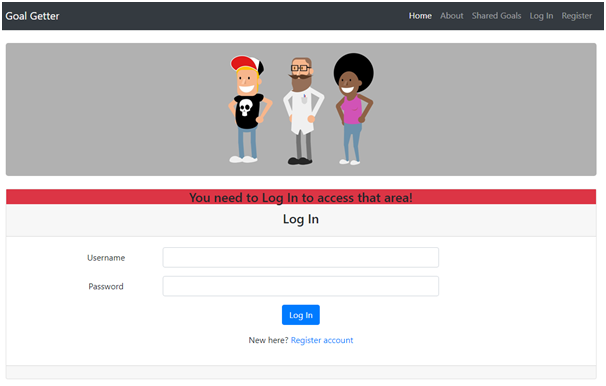 Goal Getter Home About Shared Goals Log In Register
You need to Log In to access that area!
Log In
Username
Password
Log In
New here? Register account